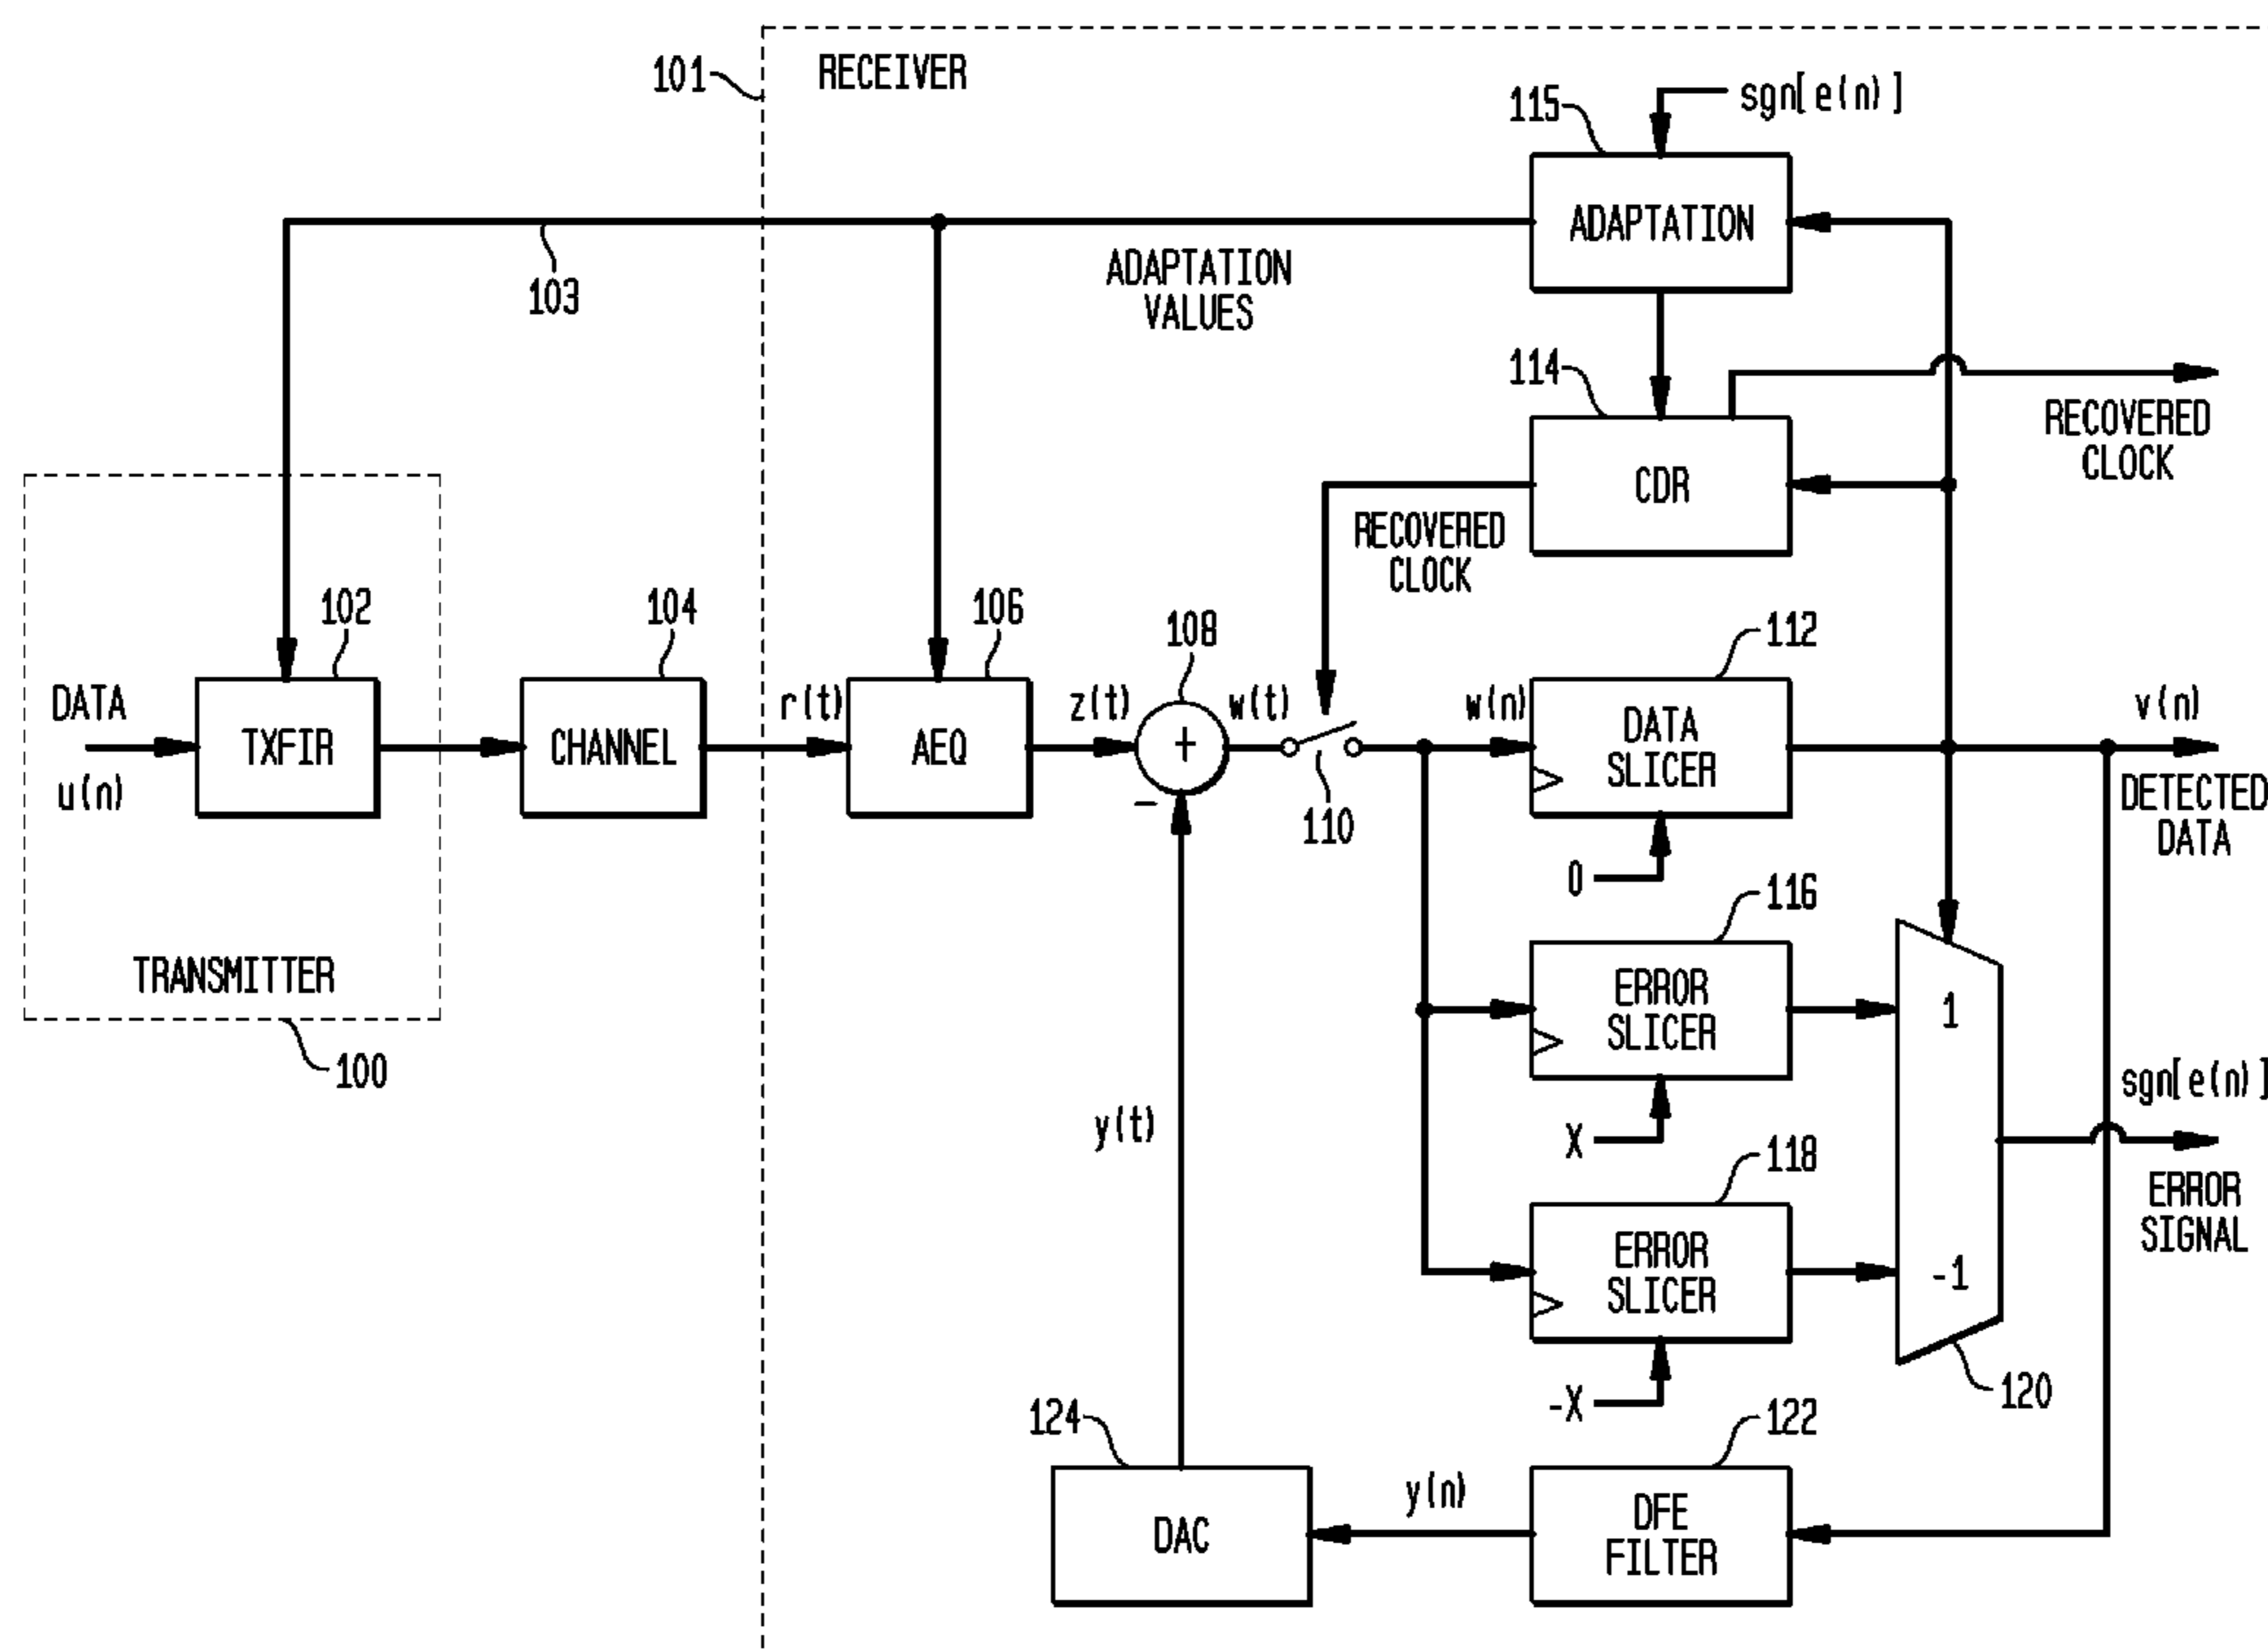 101
RECEIVER
115
sgn[e(n)]
ADAPTATION
103
ADAPTATION
VALUES
114
CDR
RECOVERED
CLOCK
RECOVERED
CLOCK
102
104
106
108
112
DATA
u(n)
TXFIR
CHANNEL
r(t)
AEQ
z(t)
+
-
w(t)
110
w(n)
DATA
SLICER
0
v(n)
DETECTED
DATA
116
ERROR
SLICER
X
1
TRANSMITTER
100
y(t)
118
ERROR
SLICER
-X
-1
sgn[e(n)]
ERROR
SIGNAL
120
124
DAC
y(n)
122
DFE
FILTER